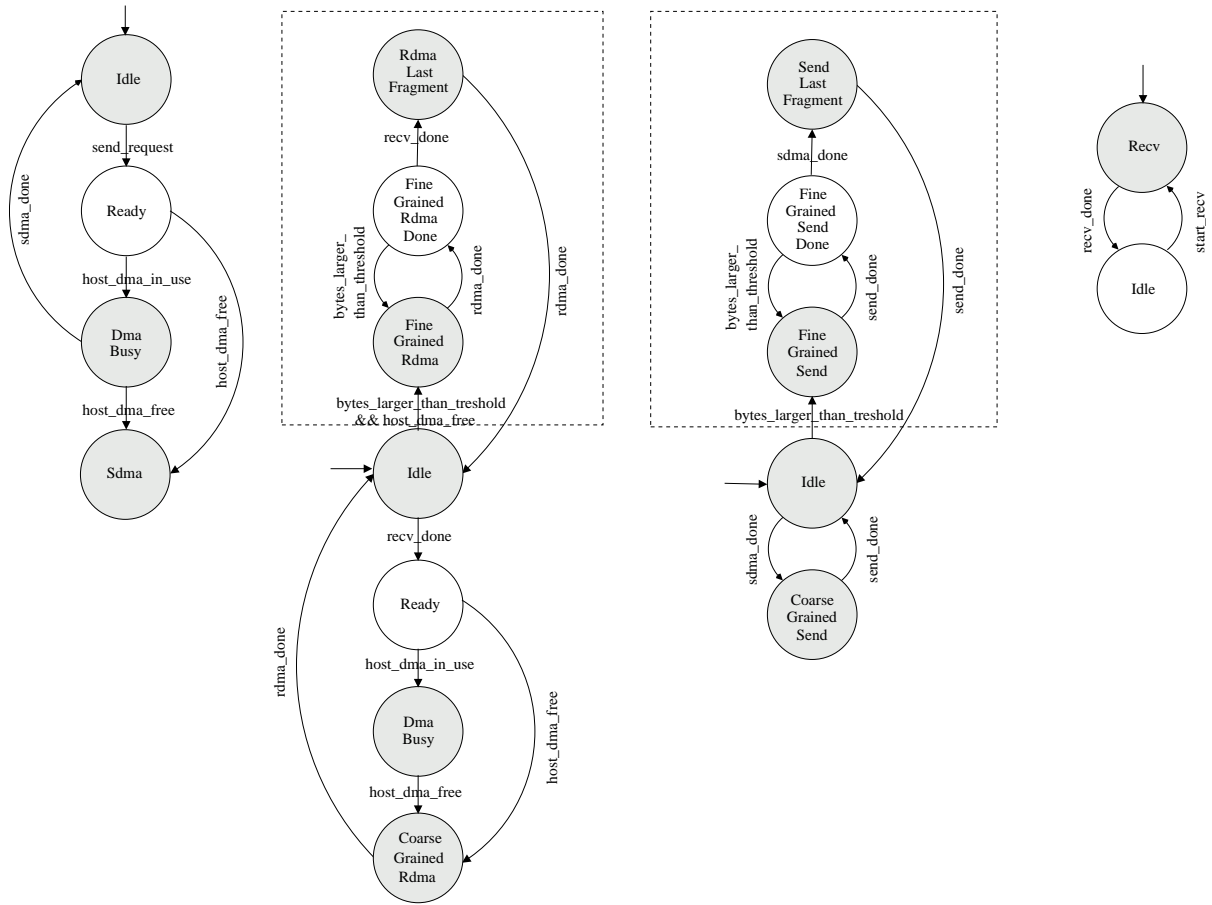 Idle
send_request
Ready
sdma_done
host_dma_in_use
host_dma_free
Dma
Busy
host_dma_free
Sdma
Rdma
Last
Fragment
recv_done
Fine
Grained
Rdma
Done
bytes_larger_
than_threshold
rdma_done
rdma_done
Fine
Grained
Rdma
bytes_larger_than_treshold
&& host_dma_free
Idle
recv_done
Ready
rdma_done
host_dma_in_use
host_dma_free
Dma
Busy
host_dma_free
Coarse
Grained
Rdma
Send
Last
Fragment
sdma_done
Fine
Grained
Send
Done
bytes_larger_
than_threshold
send_done
send_done
Fine
Grained
Send
bytes_larger_than_treshold
Idle
sdma_done
send_done
Coarse
Grained
Send
Recv
recv_done
start_recv
Idle